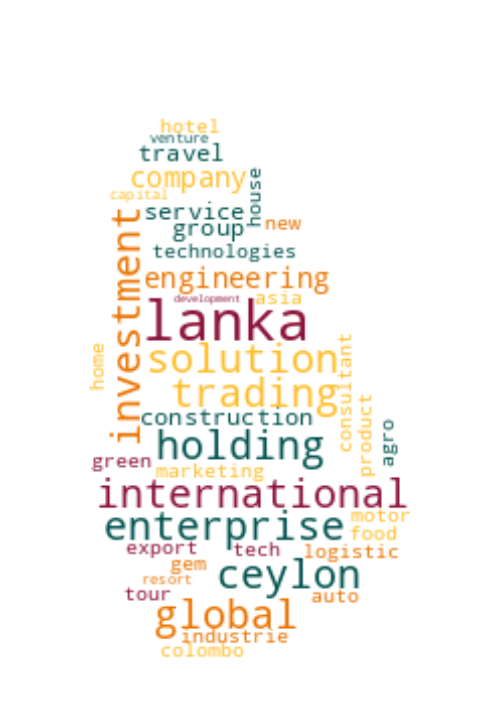 hotel
venture
travel
company
capital
house
service
new
group
technologies
investment
engineering
development
asia
lanka
solution
home
consultant
trading
product
construction
agro
holding
green
marketing
international
enterprise
motor
food
export
tech
logistic
gem
ceylon
resort
tour
auto
global
industrie
colombo